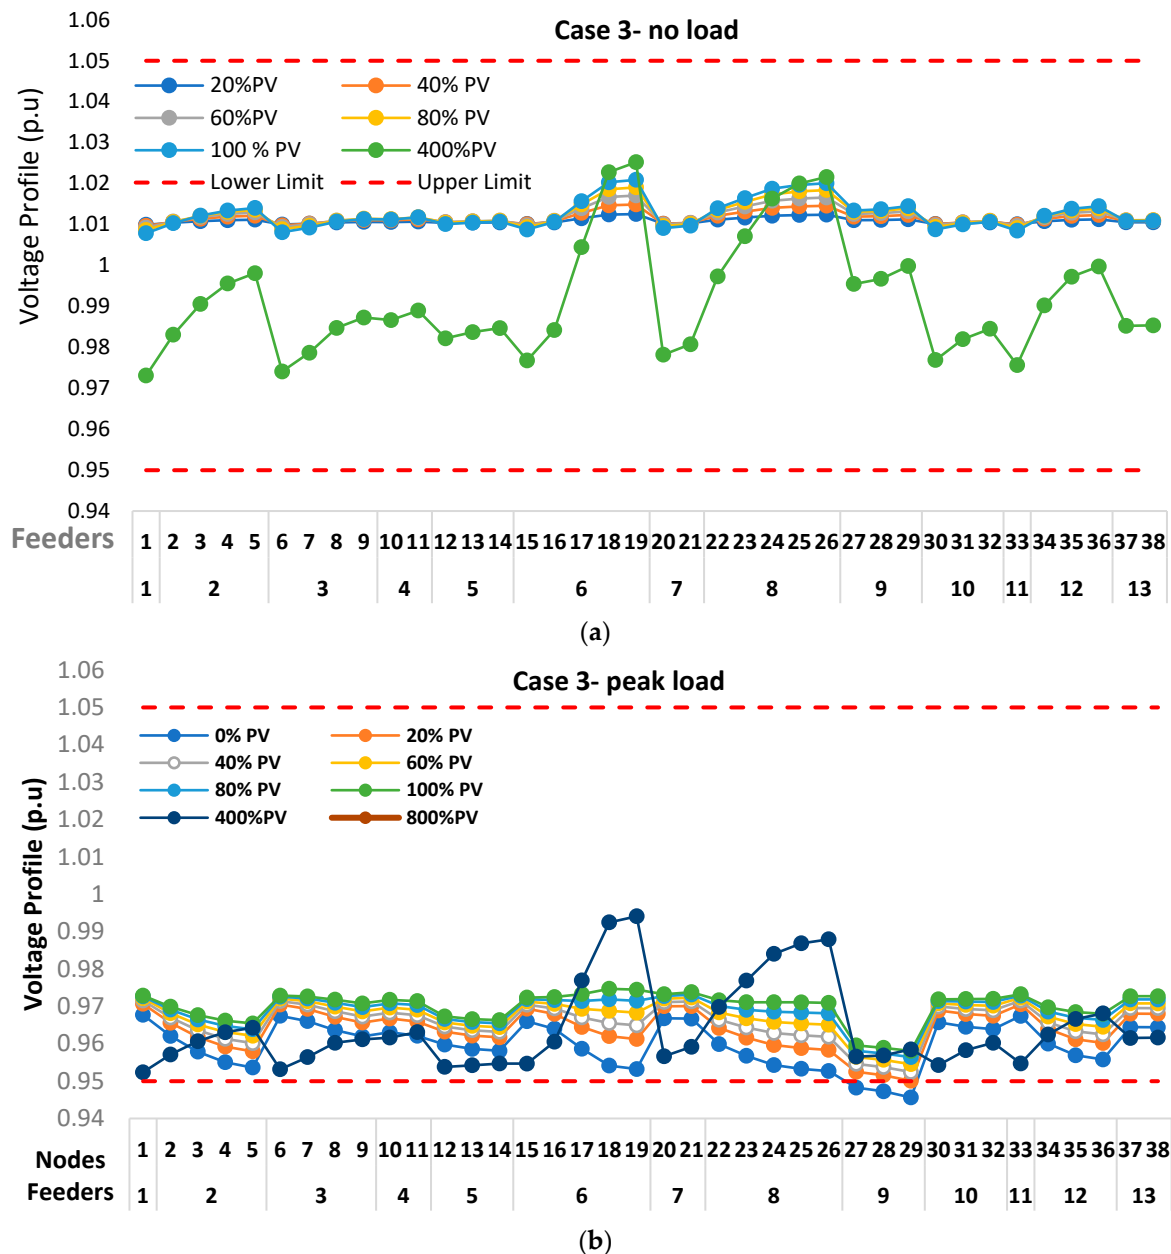 Case 3- no load
Voltage Profile (p.u)
1.06
1.05
1.04
1.03
1.02
1.01
1
0.99
0.98
0.97
0.96
0.95
0.94
20%PV 40% PV
60%PV 80% PV
100 % PV 400%PV
Lower Limit Upper Limit
Feeders 1 2 3 4 5 6 7 8 9 10 11 12 13 14 15 16 17 18 19 20 21 22 23 24 25 26 27 28 29 30 31 32 33 34 35 36 37 38
1 2 3 4 5 6 7 8 9 10 11 12 13
(a)
Case 3- peak load
Voltage Profile (p.u)
1.06
1.05
1.04
1.03
1.02
1.01
1
0.99
0.98
0.97
0.96
0.95
0.94
0% PV 20% PV
40% PV 60% PV
80% PV 100% PV
400%PV 800%PV
Nodes 1 2 3 4 5 6 7 8 9 10 11 12 13 14 15 16 17 18 19 20 21 22 23 24 25 26 27 28 29 30 31 32 33 34 35 36 37 38
Feeders 1 2 3 4 5 6 7 8 9 10 11 12 13
(b)